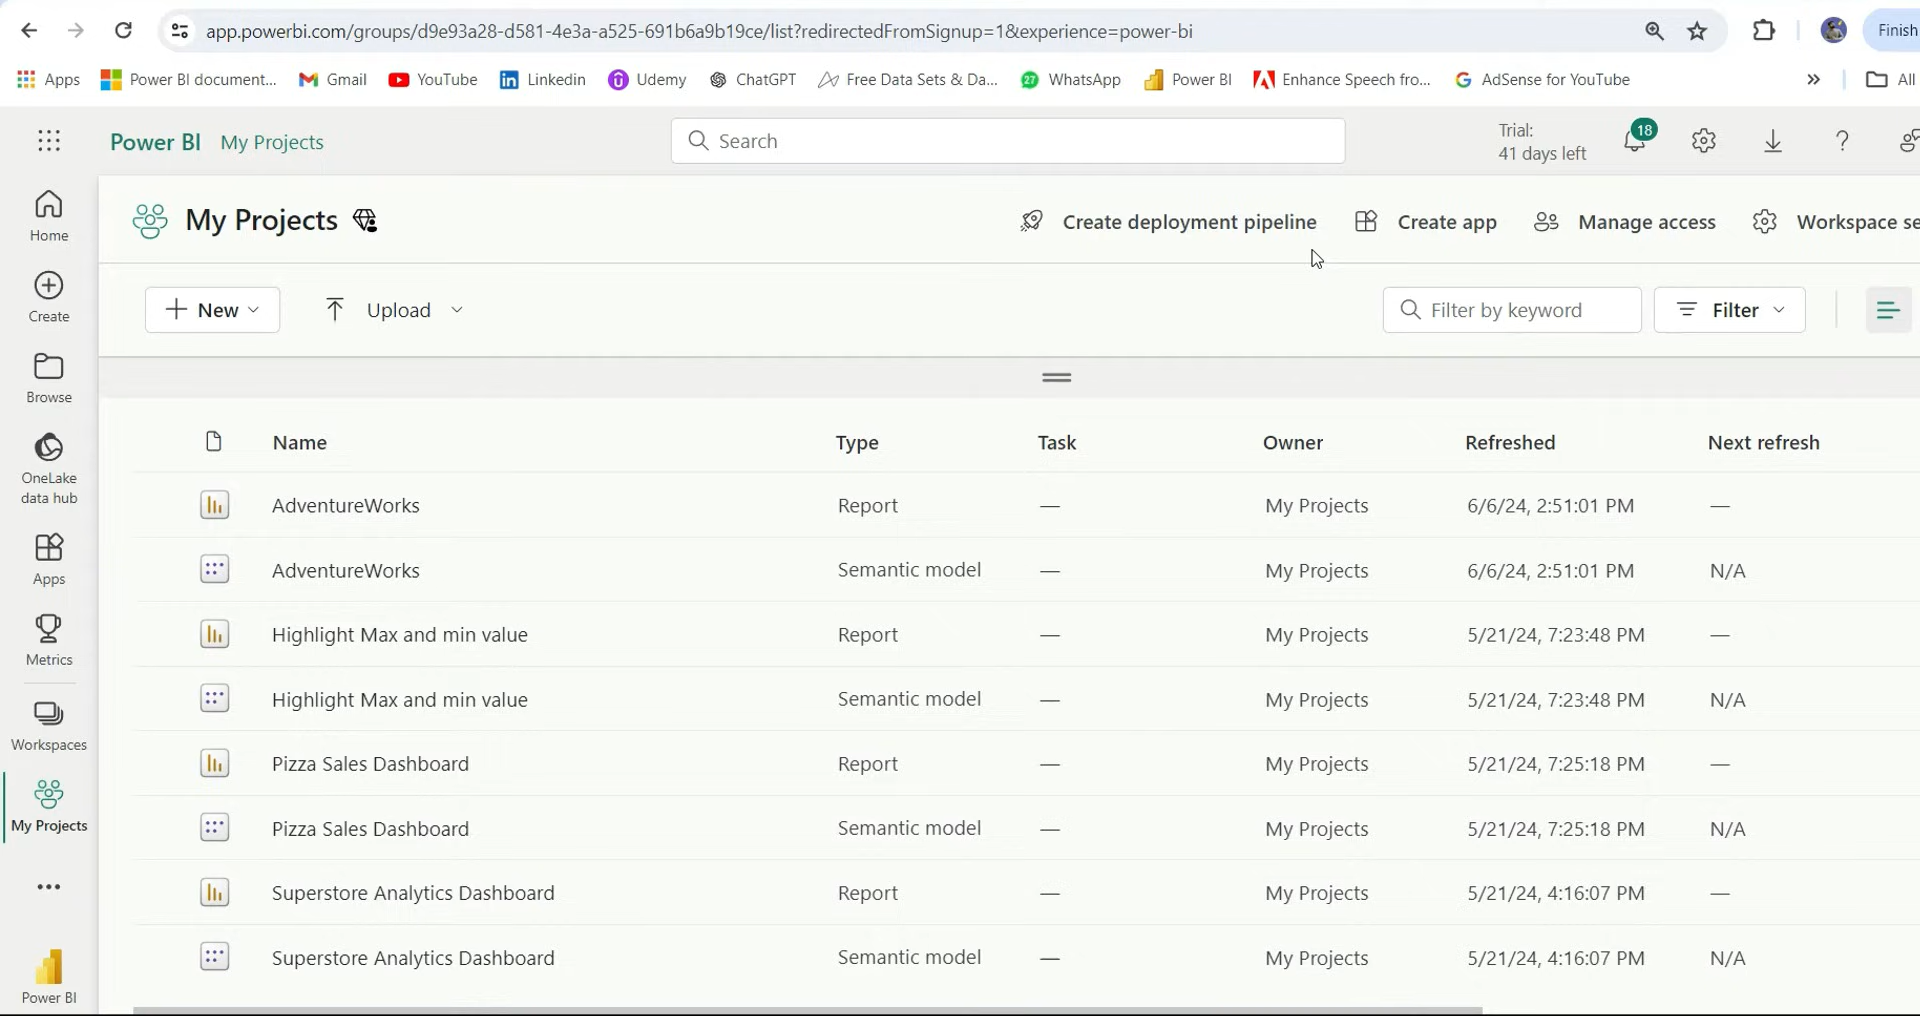 app.powerbi.com/groups/d9e93a28-d581-4e3a-a525-691b6a9b19ce/list?redirectedFromSignup=1&experience=power-bi
Finish
Apps
Power BI document...
Gmail
YouTube
Linkedin
Udemy
ChatGPT
Free Data Sets & Da...
27
WhatsApp
Power BI
Enhance Speech fro...
AdSense for YouTube
»
All
Power BI My Projects
Search
Trial:
41 days left
18
Home
Create
Browse
OneLake
data hub
Apps
Metrics
Workspaces
My Projects
Power BI
My Projects
Create deployment pipeline
Create app
Manage access
Workspace se
New
Upload
Filter by keyword
Filter
Name Type Task Owner Refreshed Next refresh
AdventureWorks Report — My Projects 6/6/24, 2:51:01 PM —
AdventureWorks Semantic model — My Projects 6/6/24, 2:51:01 PM N/A
Highlight Max and min value Report — My Projects 5/21/24, 7:23:48 PM —
Highlight Max and min value Semantic model — My Projects 5/21/24, 7:23:48 PM N/A
Pizza Sales Dashboard Report — My Projects 5/21/24, 7:25:18 PM —
Pizza Sales Dashboard Semantic model — My Projects 5/21/24, 7:25:18 PM N/A
Superstore Analytics Dashboard Report — My Projects 5/21/24, 4:16:07 PM —
Superstore Analytics Dashboard Semantic model — My Projects 5/21/24, 4:16:07 PM N/A